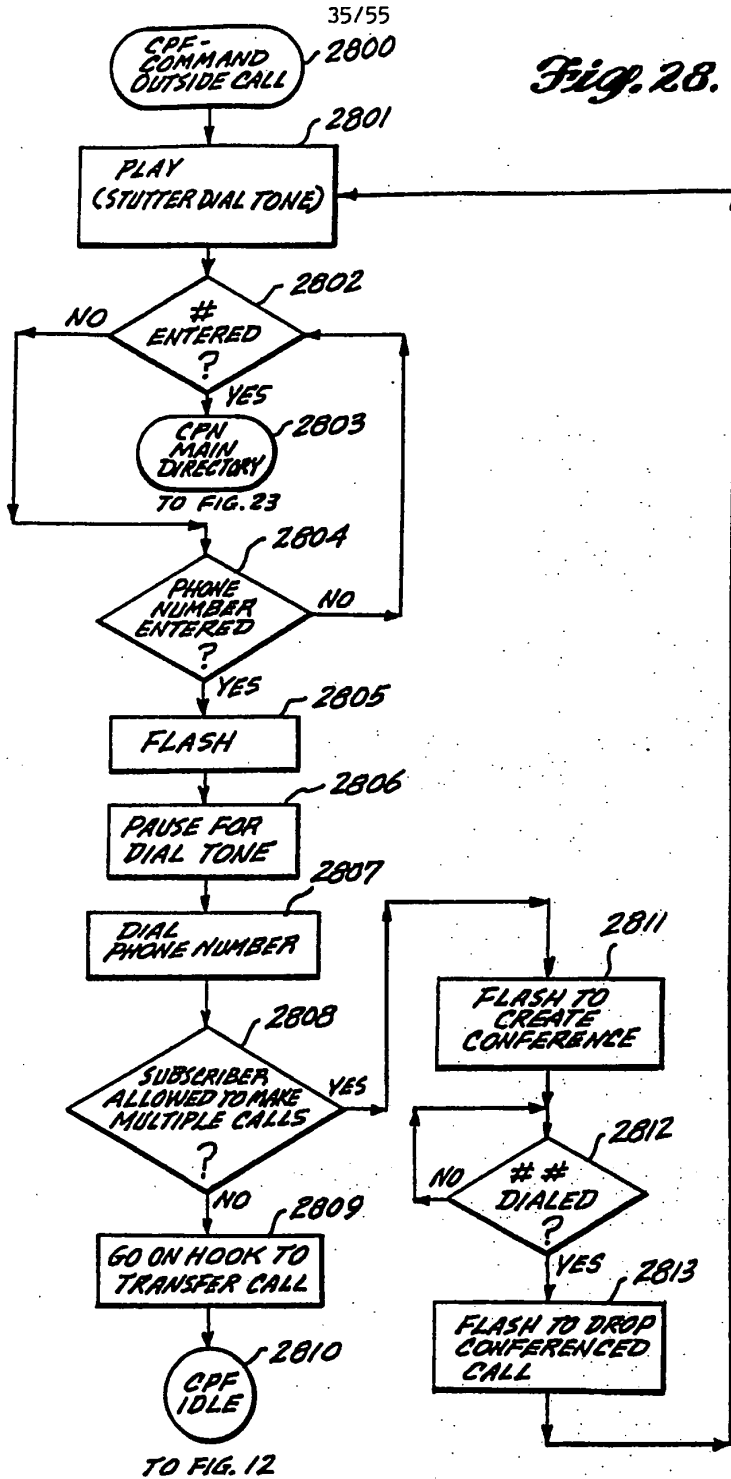 35/55
CPF-
COMMAND
OUTSIDE CALL
2800
Fig. 28.
2801
PLAY
(STUTTER DIAL TONE)
2802
#
ENTERED
?
NO
YES
2803
CPN
MAIN
DIRECTORY
TO FIG. 23
2804
PHONE
NUMBER
ENTERED
?
NO
YES
2805
FLASH
2806
PAUSE FOR
DIAL TONE
2807
DIAL
PHONE NUMBER
2808
SUBSCRIBER
ALLOWED TO MAKE
MULTIPLE CALLS
?
YES
NO
2809
GO ON HOOK TO
TRANSFER CALL
2810
CPF
IDLE
TO FIG. 12
2811
FLASH TO
CREATE
CONFERENCE
2812
# #
DIALED
?
NO
YES
2813
FLASH TO DROP
CONFERENCED
CALL